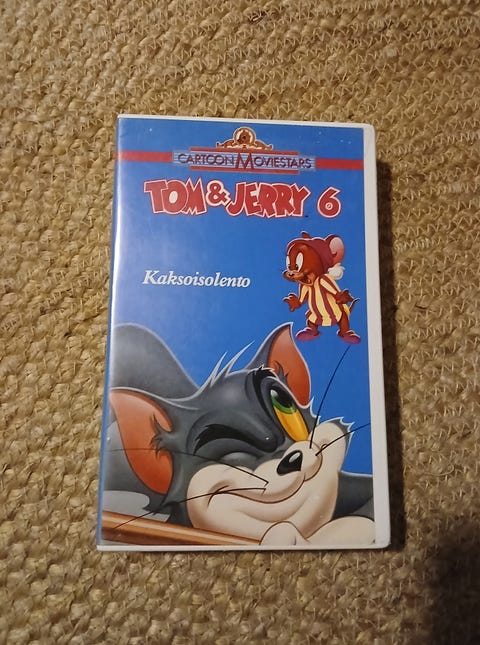 CARTOON MOVIESTARS
TOM & JERRY 6
Kaksoisolento